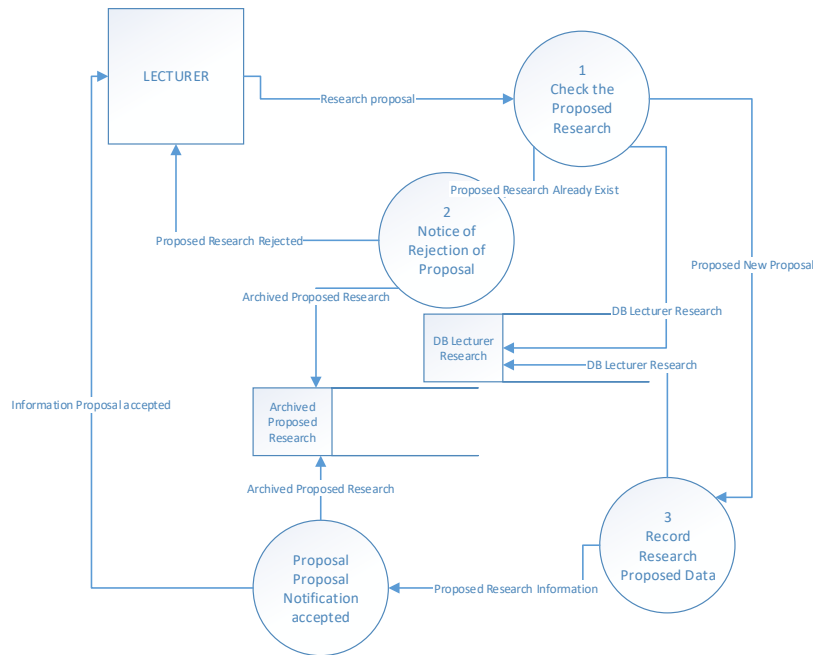 LECTURER
1
Check the
Proposed
Research
Research proposal
Proposed Research Already Exist
2
Notice of
Rejection of
Proposal
Proposed Research Rejected
Proposed New Proposal
Archived Proposed Research
DB Lecturer Research
DB Lecturer
Research
DB Lecturer Research
Information Proposal accepted
Archived
Proposed
Research
Archived Proposed Research
3
Record
Research
Proposed Data
Proposal
Proposal
Notification
accepted
Proposed Research Information